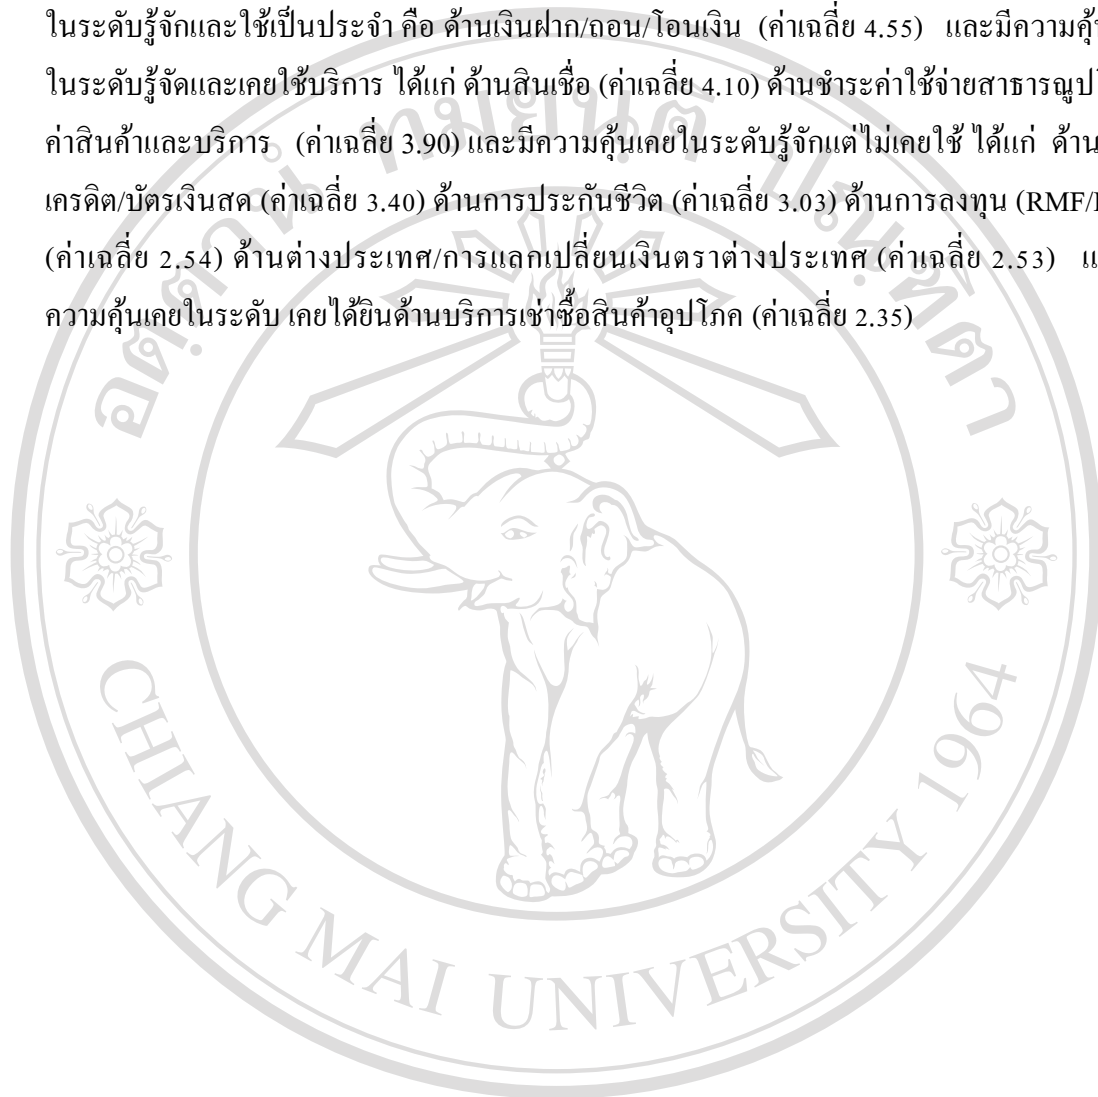 ในระดับรู้จักและใช้เป็นประจำ คือ ด้านเงินฝาก/ถอน/โอนเงิน (ค่าเฉลี่ย 4.55) และมีความคุ้
ในระดับรู้จัดและเคยใช้บริการ ได้แก่ ด้านสินเชื่อ (ค่าเฉลี่ย 4.10) ด้านชำระค่าใช้จ่ายสาธารณูป
ค่าสินค้าและบริการ (ค่าเฉลี่ย 3.90) และมีความคุ้นเคยในระดับรู้จักแต่ไม่เคยใช้ ได้แก่ ด้าน
เครดิต/บัตรเงินสด (ค่าเฉลี่ย 3.40) ด้านการประกันชีวิต (ค่าเฉลี่ย 3.03) ด้านการลงทุน (RMF/
(ค่าเฉลี่ย 2.54) ด้านต่างประเทศ/การแลกเปลี่ยนเงินตราต่างประเทศ (ค่าเฉลี่ย 2.53) แ
ความคุ้นเคยในระดับ เคยได้ยินด้านบริการเช่าซื้อสินค้าอุปโภค (ค่าเฉลี่ย 2.35)
อตฺตานํ ทมยนฺติ ปณฺฑิตา
CHIANG MAI UNIVERSITY 1964